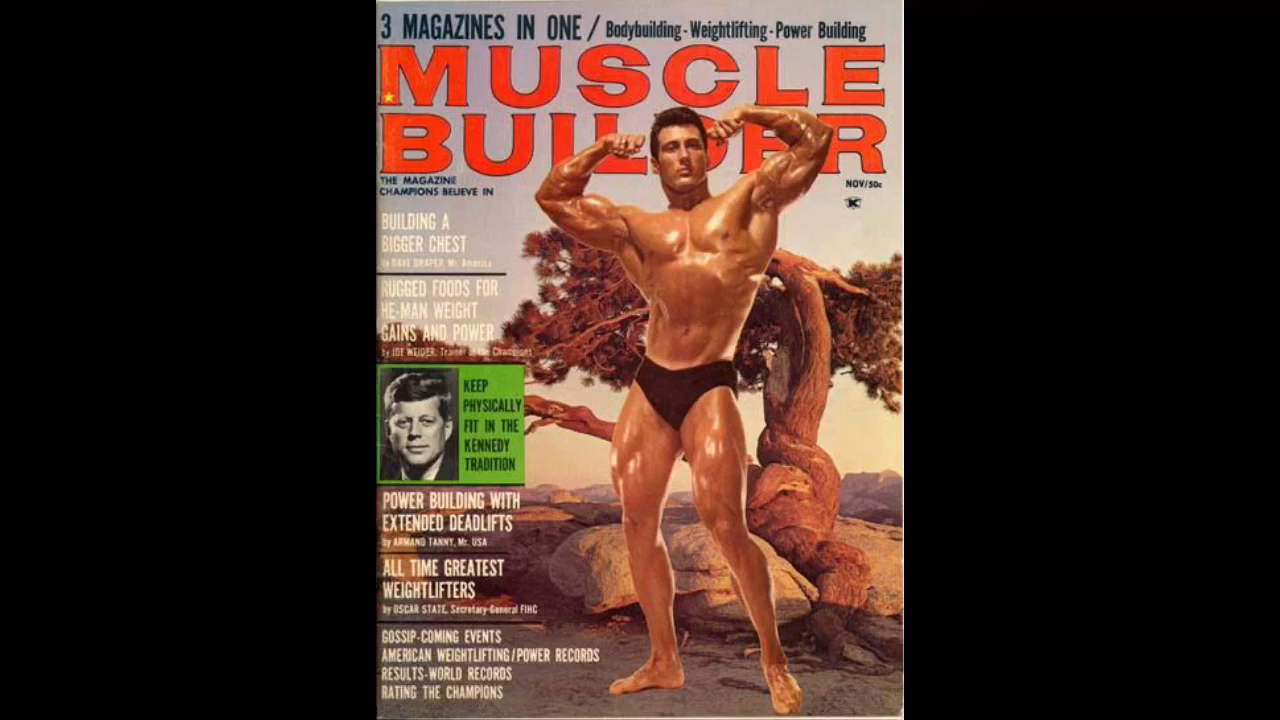 3 MAGAZINES IN ONE / Bodybuilding - Weightlifting - Power Building
MUSCLE
BUILDER
THE MAGAZINE
CHAMPIONS BELIEVE IN
NOV/50c
K
BUILDING A
BIGGER CHEST
by DAVE DRAPER, Mr. America
RUGGED FOODS FOR
HE-MAN WEIGHT
GAINS AND POWER
by JOE WEIDER, Trainer of the Champions
KEEP
PHYSICALLY
FIT IN THE
KENNEDY
TRADITION
POWER BUILDING WITH
EXTENDED DEADLIFTS
by ARMAND TANNY, Mr. USA
ALL TIME GREATEST
WEIGHTLIFTERS
by OSCAR STATE, Secretary-General FIHC
GOSSIP-COMING EVENTS
AMERICAN WEIGHTLIFTING/POWER RECORDS
RESULTS-WORLD RECORDS
RATING THE CHAMPIONS